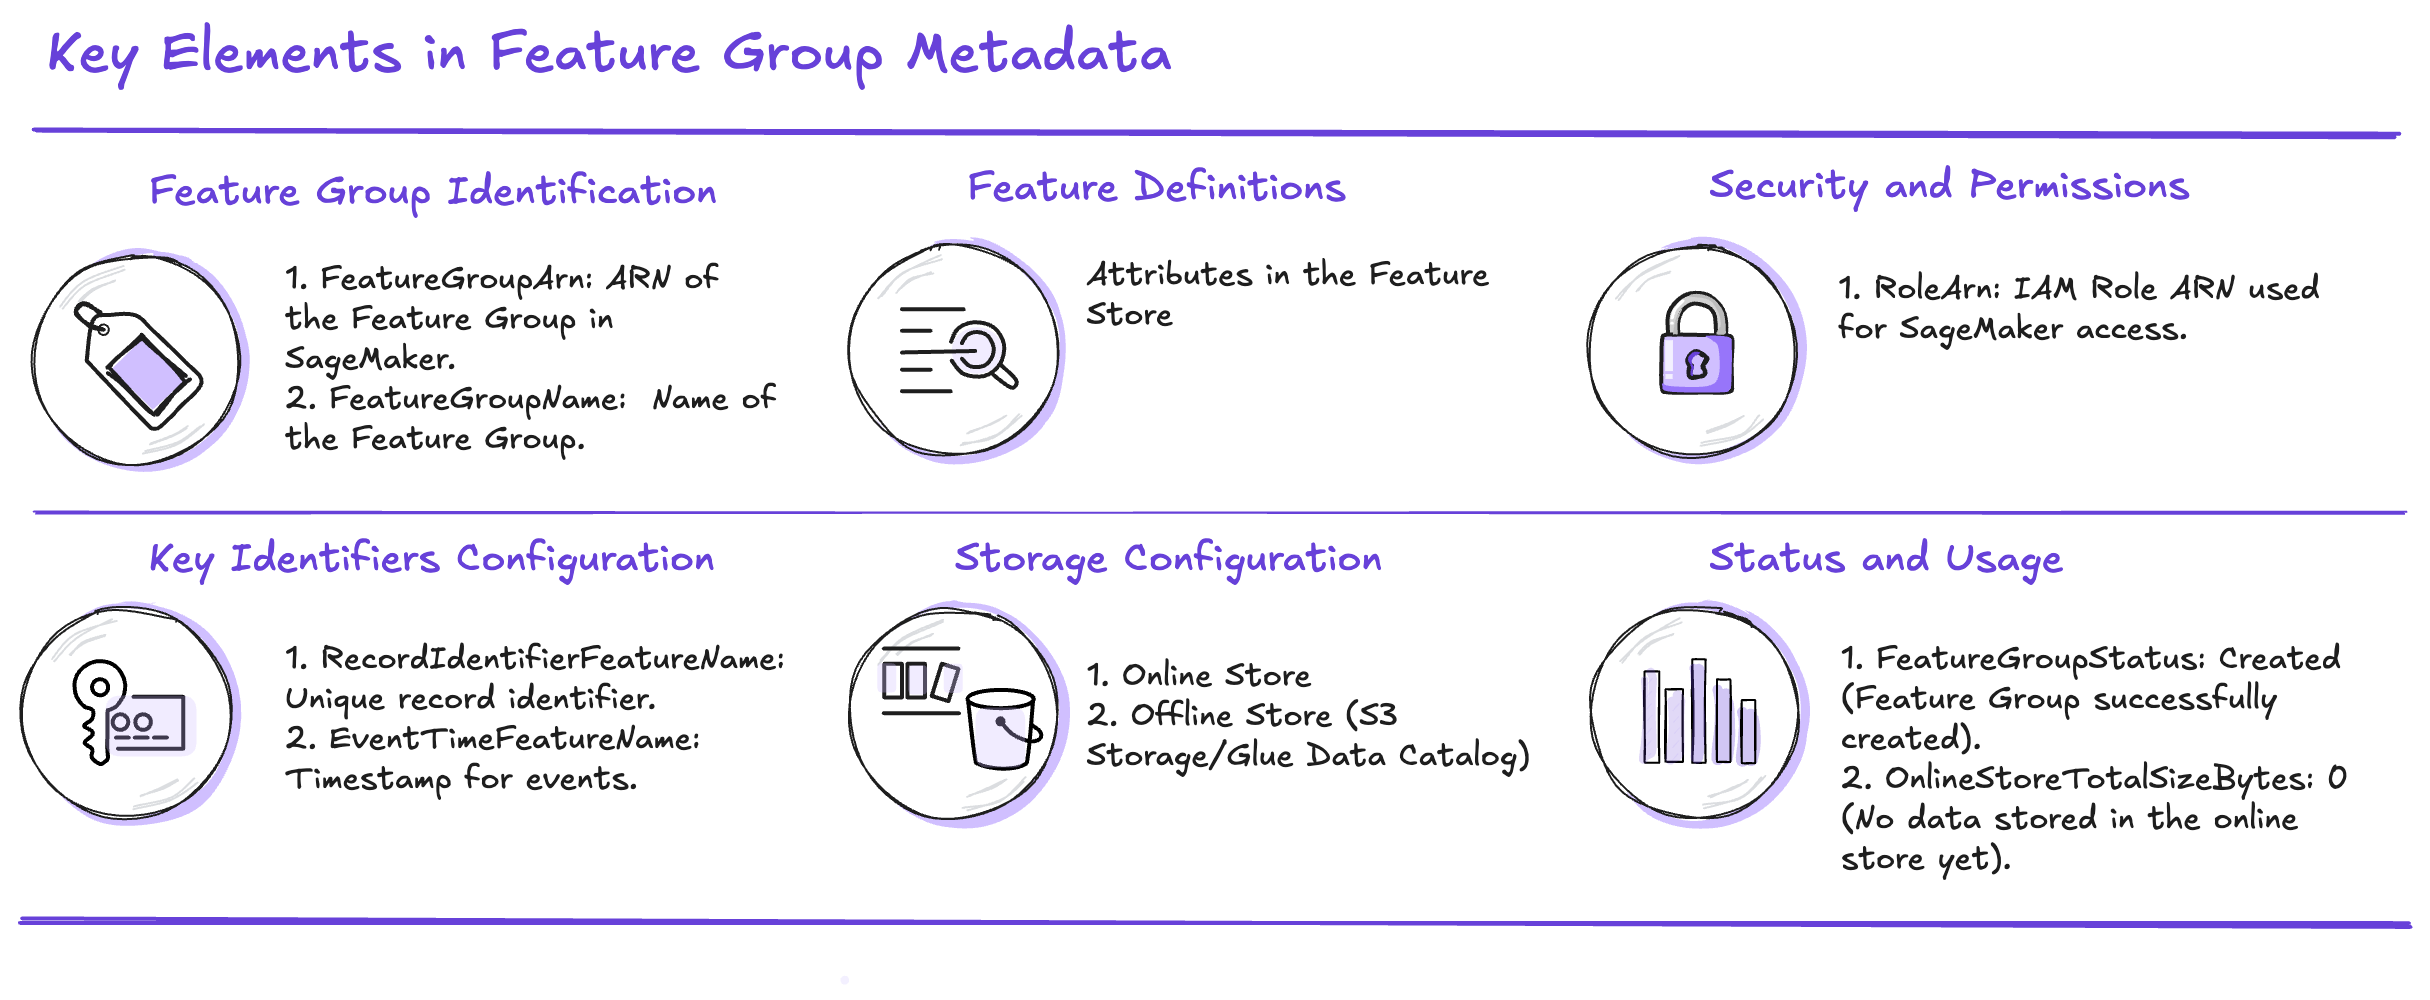 Key Elements in Feature Group Metadata
Feature Group Identification
1. FeatureGroupArn: ARN of
the Feature Group in
SageMaker.
2. FeatureGroupName: Name of
the Feature Group.
Feature Definitions
Attributes in the Feature
Store
Security and Permissions
1. RoleArn: IAM Role ARN used
for SageMaker access.
Key Identifiers Configuration
1. RecordIdentifierFeatureName:
Unique record identifier.
2. EventTimeFeatureName:
Timestamp for events.
Storage Configuration
1. Online Store
2. Offline Store (S3
Storage/Glue Data Catalog)
Status and Usage
1. FeatureGroupStatus: Created
(Feature Group successfully
created).
2. OnlineStoreTotalSizeBytes: 0
(No data stored in the online
store yet).